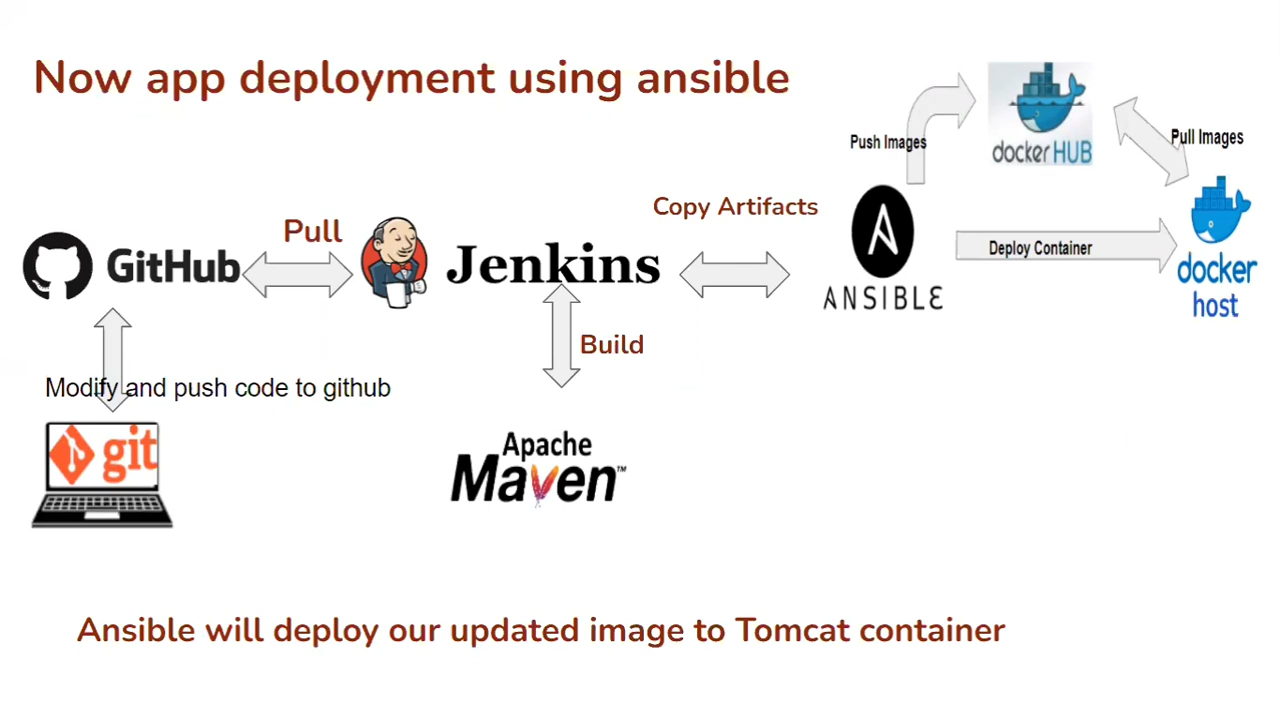 Now app deployment using ansible
docker HUB
Push Images
Pull Images
Copy Artifacts
Pull
GitHub
Jenkins
ANSIBLE
Deploy Container
docker
host
Build
Modify and push code to github
git
Apache
Maven™
Ansible will deploy our updated image to Tomcat container